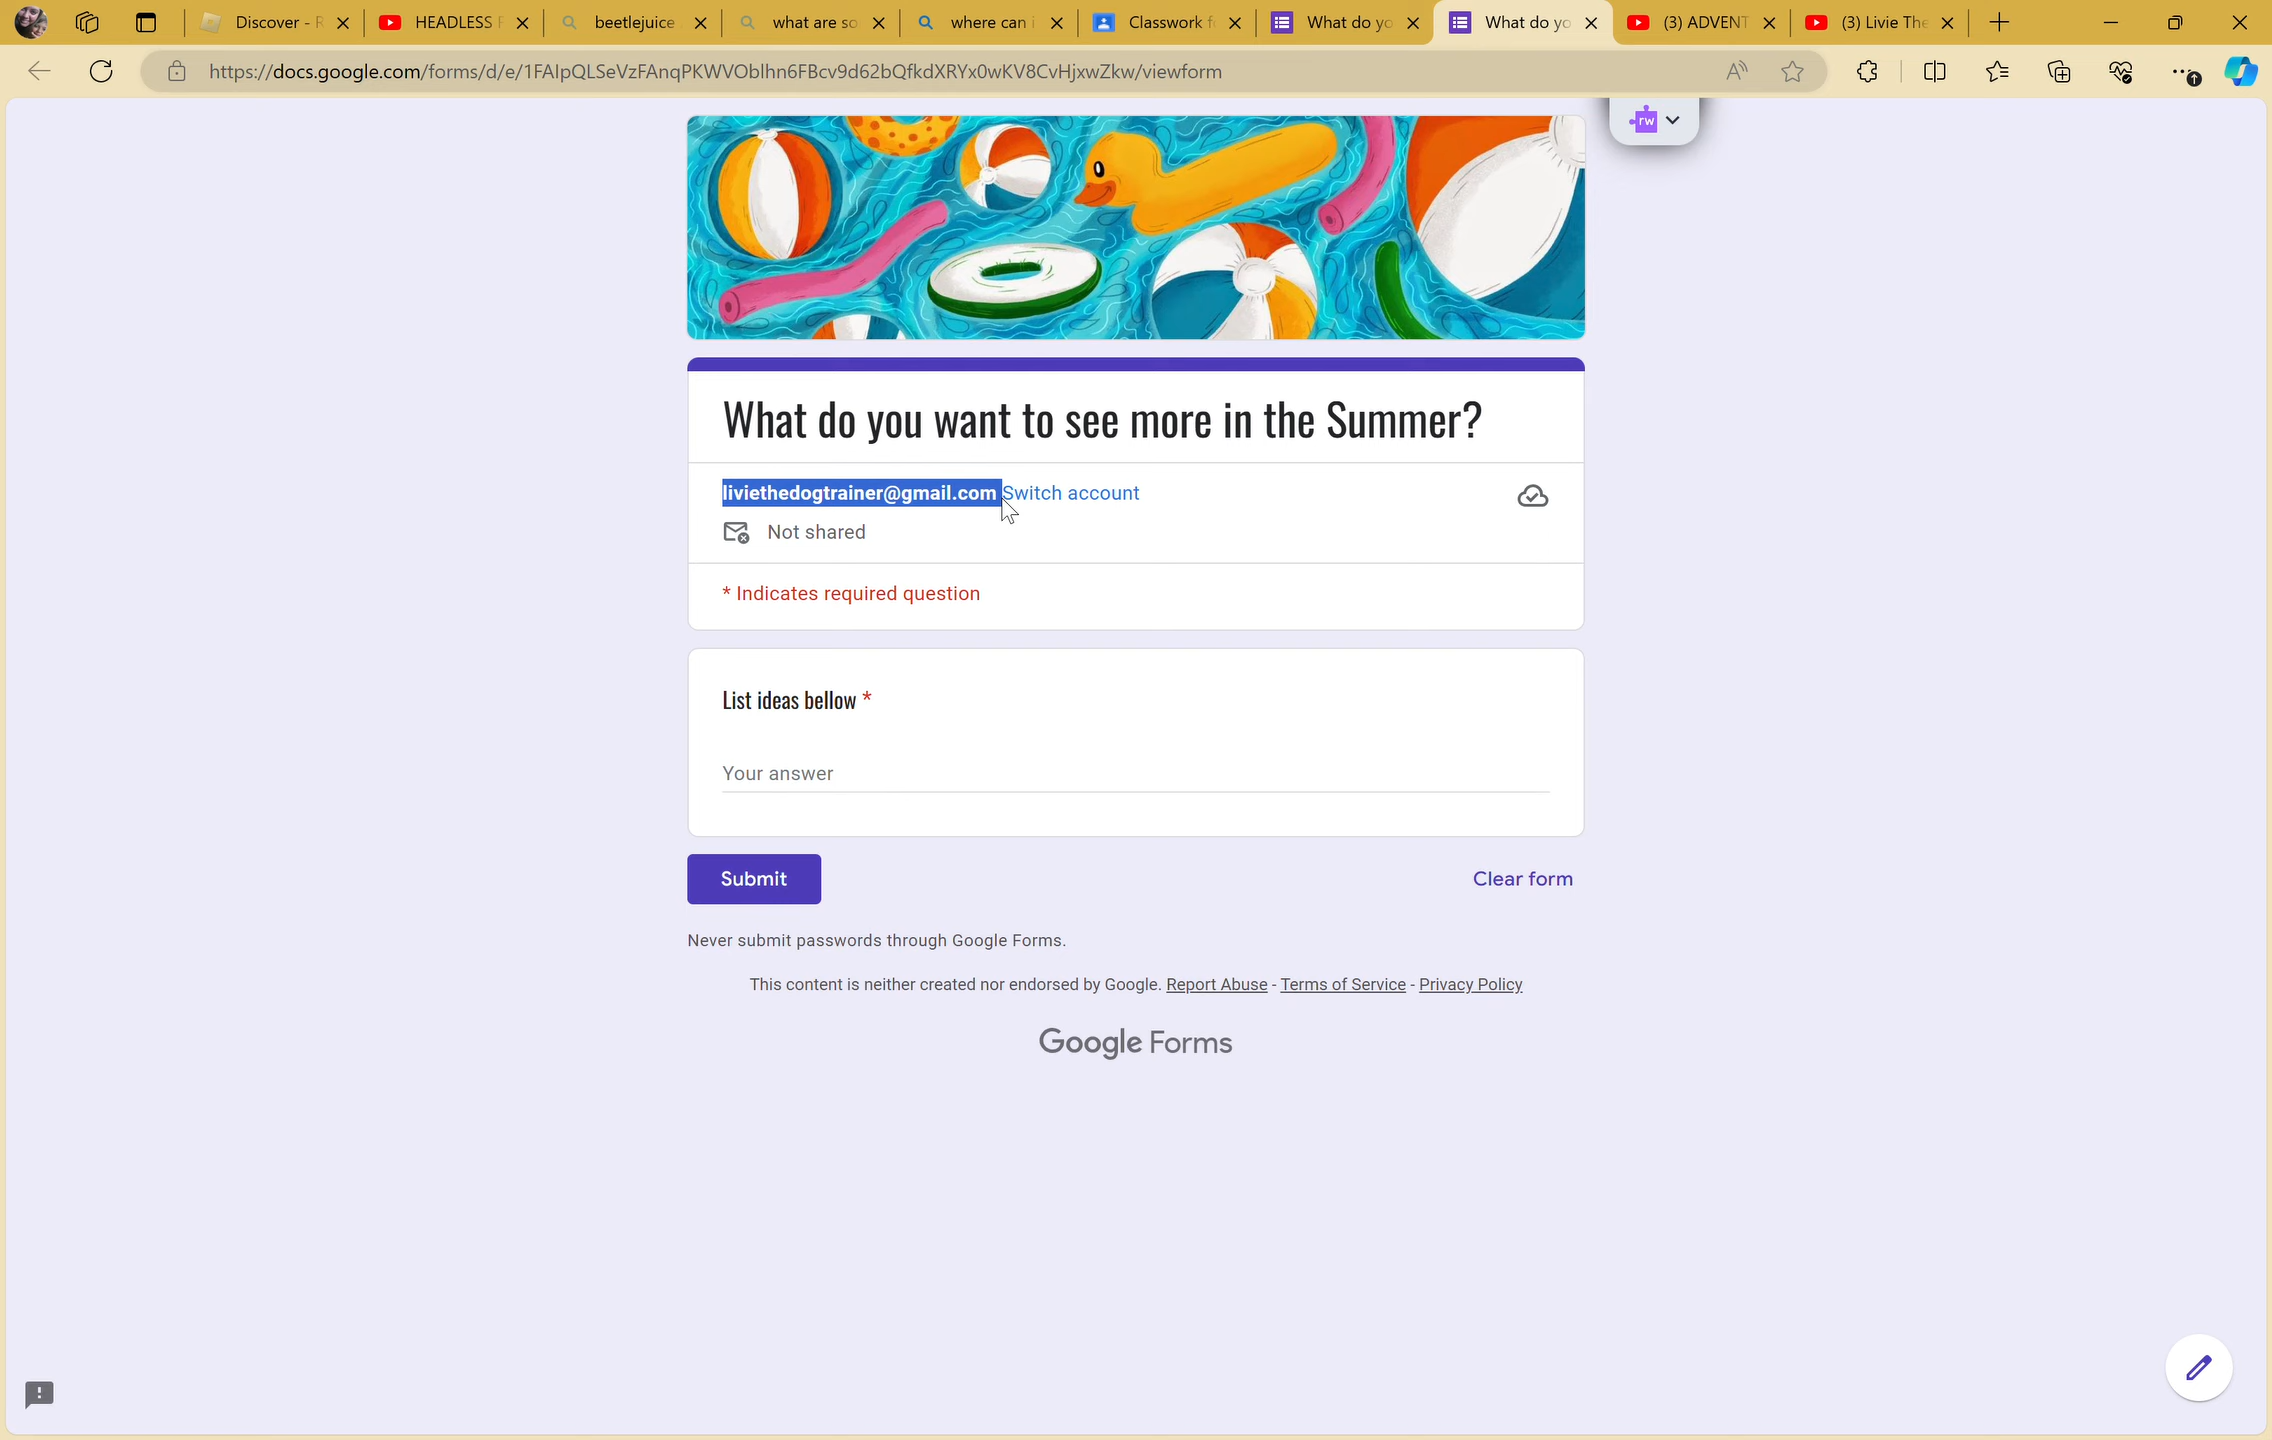 Discover - R
HEADLESS F
beetlejuice
what are so
where can i
Classwork f
What do yo
What do yo
(3) ADVENT
(3) Livie The
https://docs.google.com/forms/d/e/1FAIpQLSeVzFAnqPKWVOblhn6FBcv9d62bQfkdXRYx0wKV8CvHjxwZkw/viewform
rw
What do you want to see more in the Summer?
liviethedogtrainer@gmail.com Switch account
Not shared
* Indicates required question
List ideas bellow *
Your answer
Submit
Clear form
Never submit passwords through Google Forms.
This content is neither created nor endorsed by Google. Report Abuse - Terms of Service - Privacy Policy
Google Forms